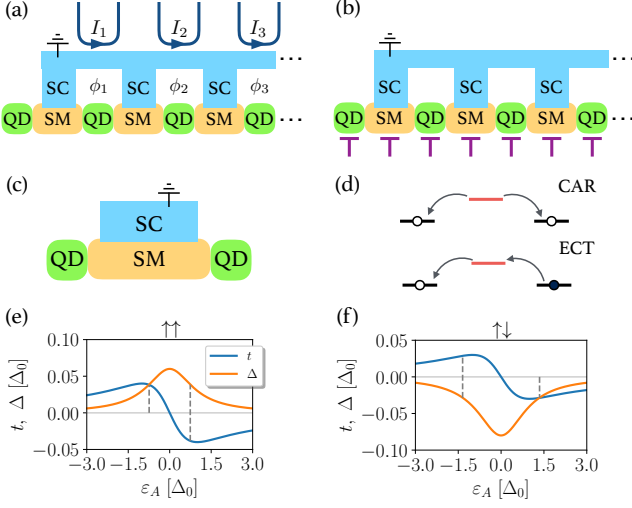 (a)
I₁ I₂ I₃
SC ϕ₁ SC ϕ₂ SC ϕ₃ ...
QD SM QD SM QD SM QD ...
(b)
SC SC SC ...
QD SM QD SM QD SM QD ...
(c)
SC
QD SM QD
(d)
CAR
ECT
(e)
↑↑
t, Δ [Δ₀]
0.10
0.05
0.00
−0.05
t
Δ
−3.0 −1.5 0.0 1.5 3.0
ε_A [Δ₀]
(f)
↑↓
t, Δ [Δ₀]
0.05
0.00
−0.05
−0.10
−3.0 −1.5 0.0 1.5 3.0
ε_A [Δ₀]